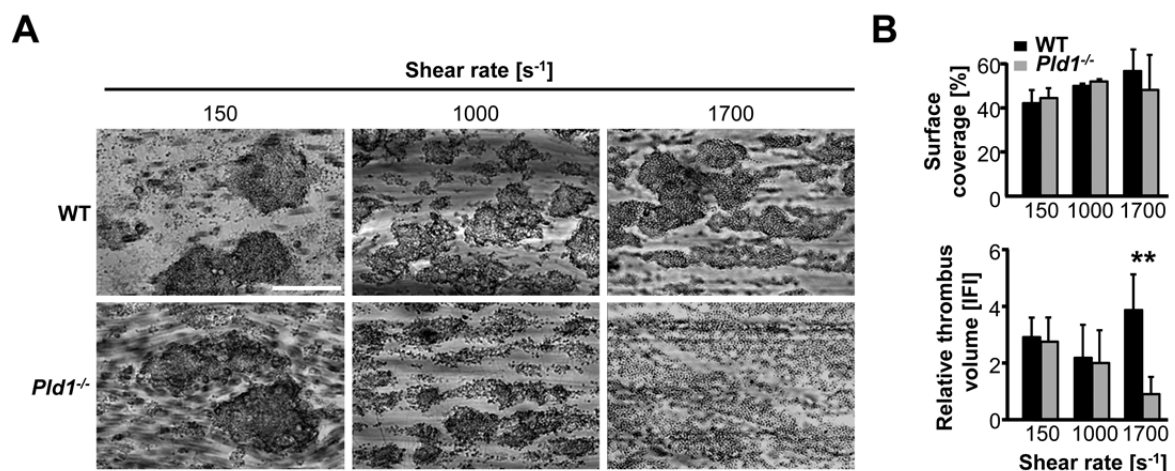 A
Shear rate [s-1]
150 1000 1700
WT
Pld1-/-
B
WT
Pld1-/-
Surface
coverage [%]
60
40
20
0
150 1000 1700
**
Relative thrombus
volume [IFI]
6
4
2
0
150 1000 1700
Shear rate [s-1]